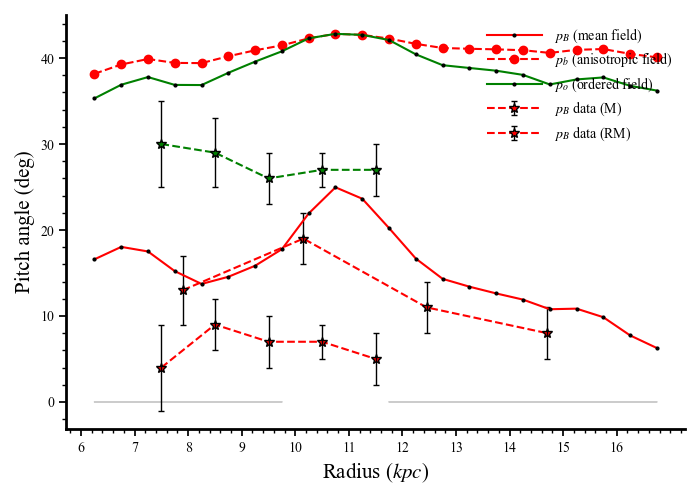 p_B (mean field)
p_b (anisotropic field)
p_o (ordered field)
p_B data (M)
p_B data (RM)
40
30
20
10
0
Pitch angle (deg)
6 7 8 9 10 11 12 13 14 15 16
Radius (kpc)